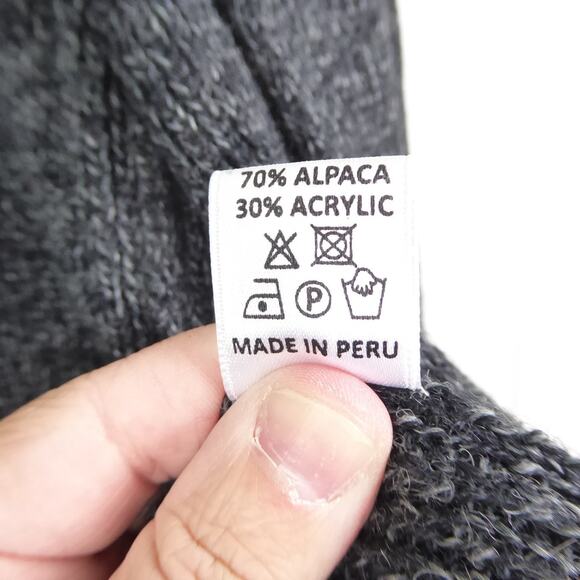 70% ALPACA
30% ACRYLIC
P
MADE IN PERU